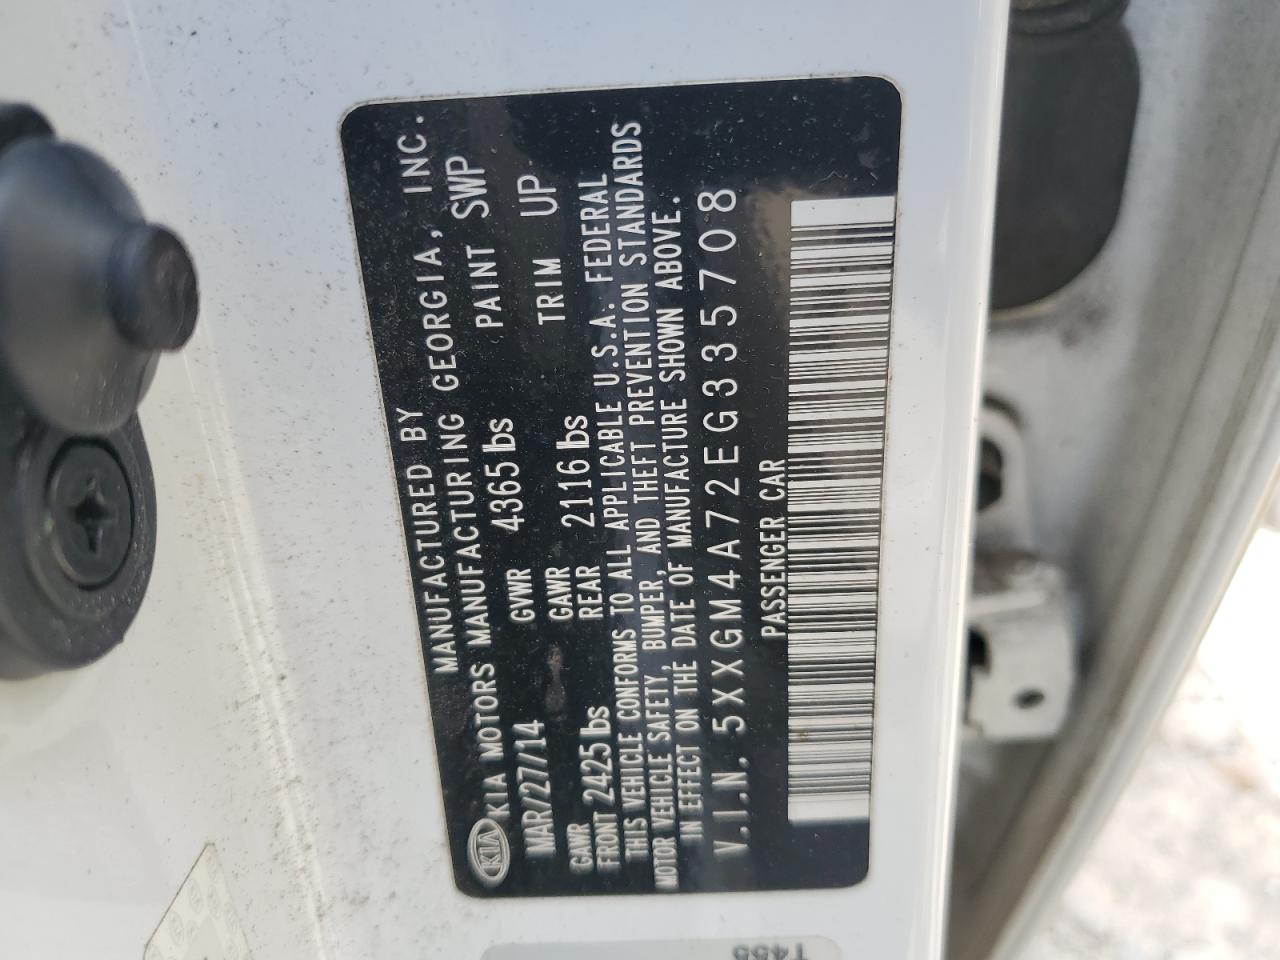 MANUFACTURED BY
KIA KIA MOTORS MANUFACTURING GEORGIA, INC.
MAR/27/14 GVWR 4365 lbs PAINT SWP
GAWR FRONT 2425 lbs GAWR REAR 2116 lbs TRIM UP
THIS VEHICLE CONFORMS TO ALL APPLICABLE U.S.A. FEDERAL
MOTOR VEHICLE SAFETY, BUMPER, AND THEFT PREVENTION STANDARDS
IN EFFECT ON THE DATE OF MANUFACTURE SHOWN ABOVE.
V.I.N. 5XXGM4A72EG335708
PASSENGER CAR
T455